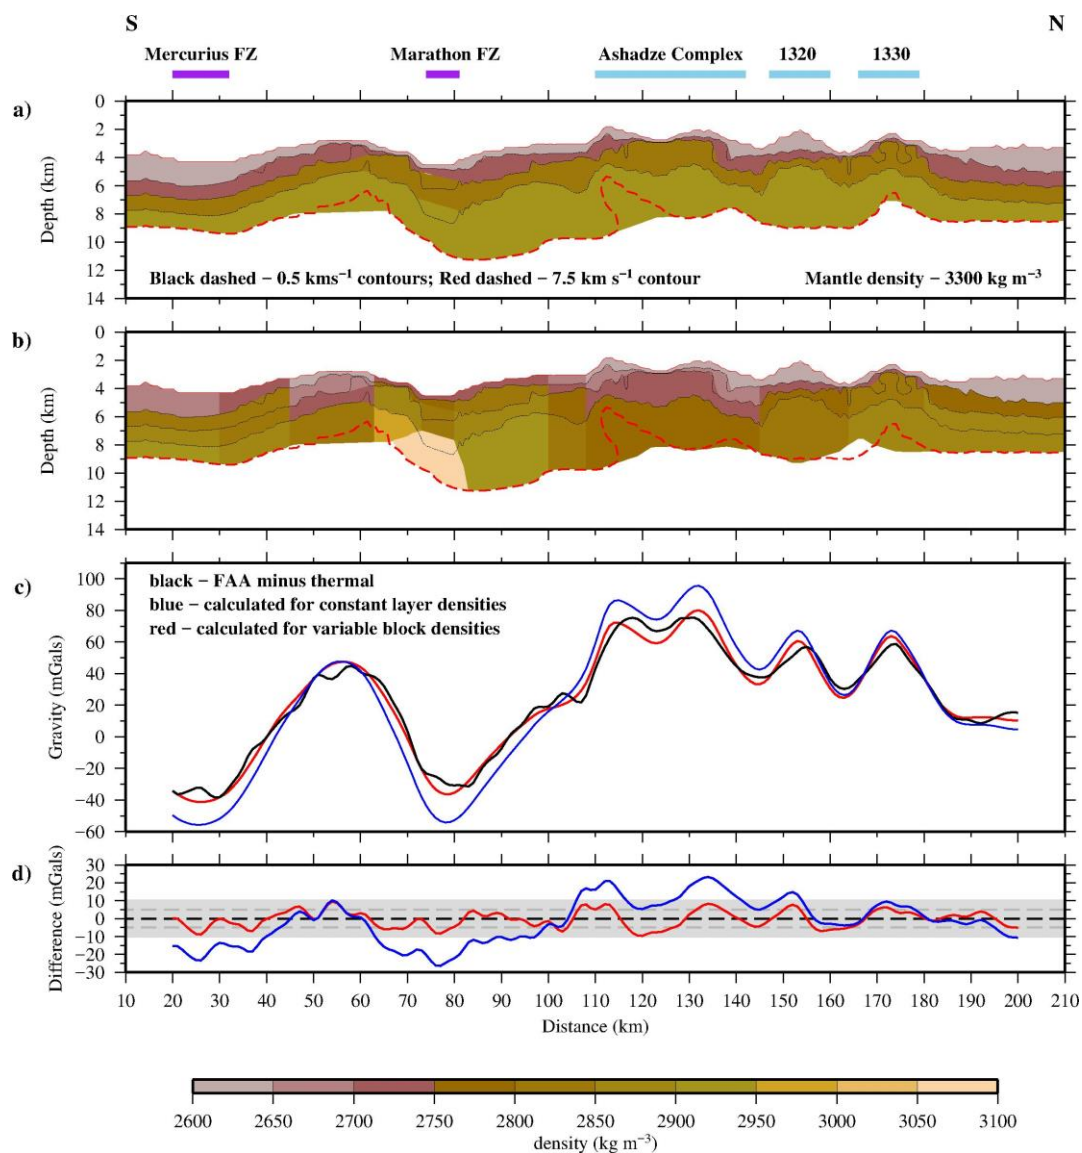 S N
Mercurius FZ Marathon FZ Ashadze Complex 1320 1330
a)
0
2
4
6
8
10
12
14
Depth (km)
Black dashed − 0.5 kms⁻¹ contours; Red dashed − 7.5 km s⁻¹ contour Mantle density − 3300 kg m⁻³
b)
0
2
4
6
8
10
12
14
Depth (km)
c)
100
80
60
40
20
0
−20
−40
−60
Gravity (mGals)
black − FAA minus thermal
blue − calculated for constant layer densities
red − calculated for variable block densities
d)
30
20
10
0
−10
−20
−30
Difference (mGals)
10 20 30 40 50 60 70 80 90 100 110 120 130 140 150 160 170 180 190 200 210
Distance (km)
2600 2650 2700 2750 2800 2850 2900 2950 3000 3050 3100
density (kg m⁻³)